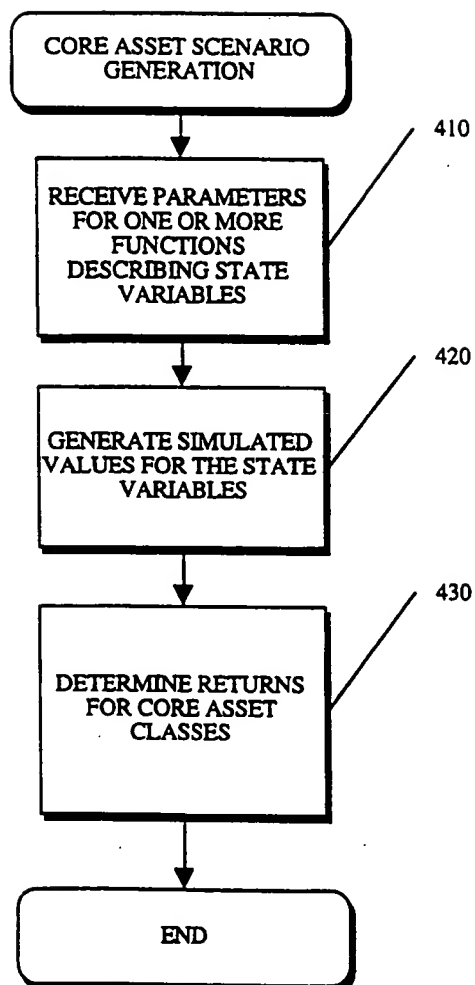 CORE ASSET SCENARIO
GENERATION
410
RECEIVE PARAMETERS
FOR ONE OR MORE
FUNCTIONS
DESCRIBING STATE
VARIABLES
420
GENERATE SIMULATED
VALUES FOR THE STATE
VARIABLES
430
DETERMINE RETURNS
FOR CORE ASSET
CLASSES
END